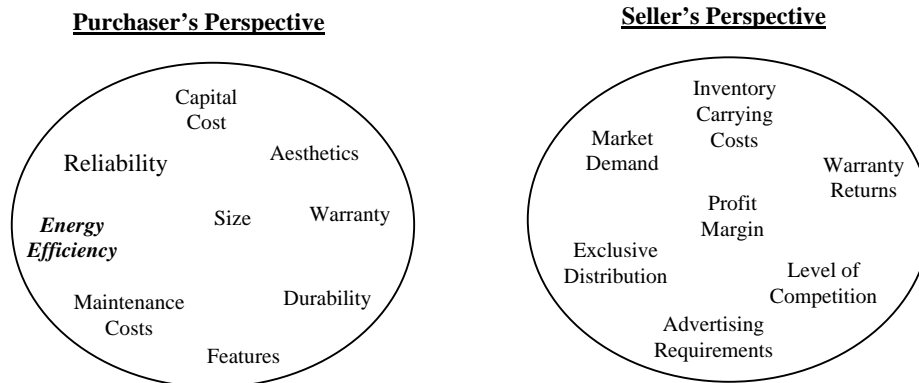 Purchaser's Perspective
Capital
Cost
Reliability
Aesthetics
Energy
Efficiency
Size
Warranty
Maintenance
Costs
Durability
Features
Seller's Perspective
Inventory
Carrying
Costs
Market
Demand
Warranty
Returns
Profit
Margin
Exclusive
Distribution
Level of
Competition
Advertising
Requirements